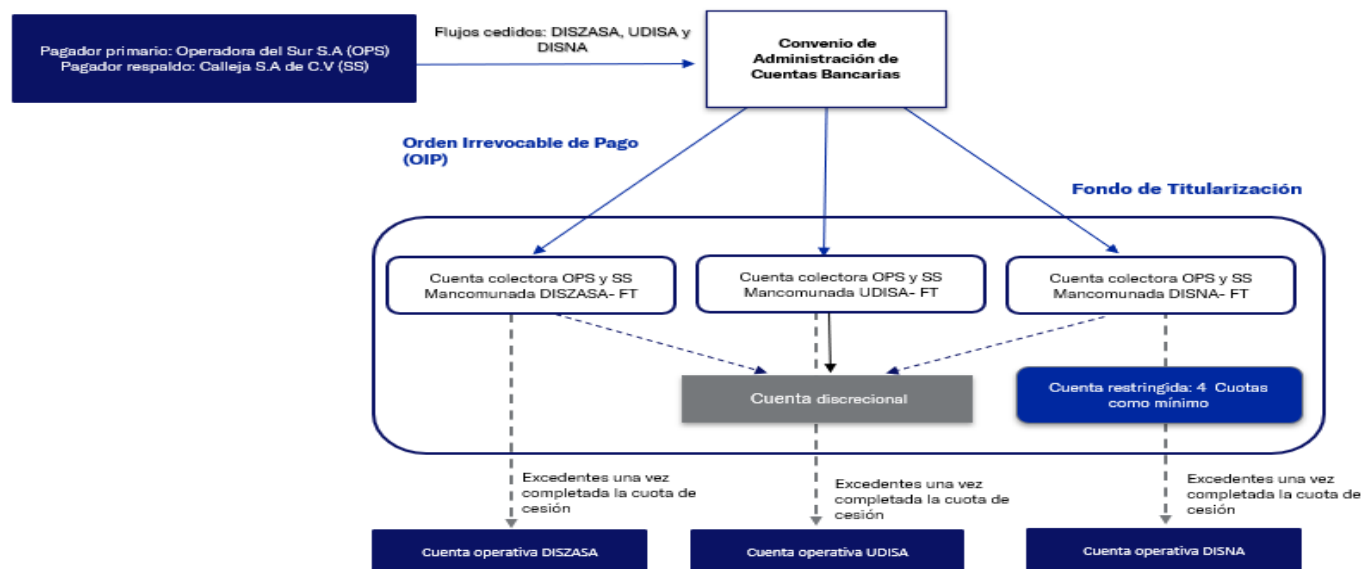 Pagador primario: Operadora del Sur S.A (OPS)
Pagador respaldo: Calleja S.A de C.V (SS)
Flujos cedidos: DISZASA, UDISA y
DISNA
Convenio de
Administración de
Cuentas Bancarias
Orden Irrevocable de Pago
(OIP)
Fondo de Titularización
Cuenta colectora OPS y SS
Mancomunada DISZASA- FT
Cuenta colectora OPS y SS
Mancomunada UDISA- FT
Cuenta colectora OPS y SS
Mancomunada DISNA- FT
Cuenta discrecional
Cuenta restringida: 4 Cuotas
como mínimo
Excedentes una vez
completada la cuota de
cesión
Excedentes una vez
completada la cuota de
cesión
Excedentes una vez
completada la cuota de
cesión
Cuenta operativa DISZASA
Cuenta operativa UDISA
Cuenta operativa DISNA